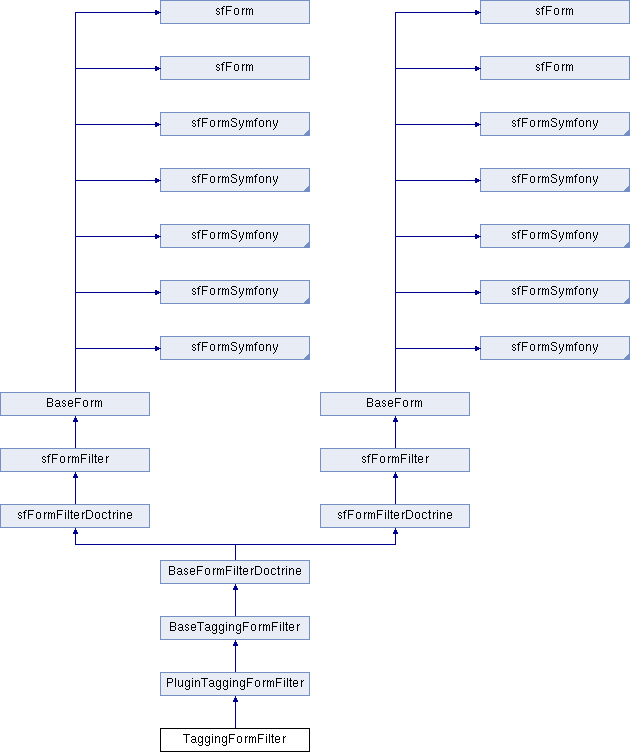 sfForm sfForm
sfForm sfForm
sfFormSymfony sfFormSymfony
sfFormSymfony sfFormSymfony
sfFormSymfony sfFormSymfony
sfFormSymfony sfFormSymfony
sfFormSymfony sfFormSymfony
BaseForm BaseForm
sfFormFilter sfFormFilter
sfFormFilterDoctrine sfFormFilterDoctrine
BaseFormFilterDoctrine
BaseTaggingFormFilter
PluginTaggingFormFilter
TaggingFormFilter